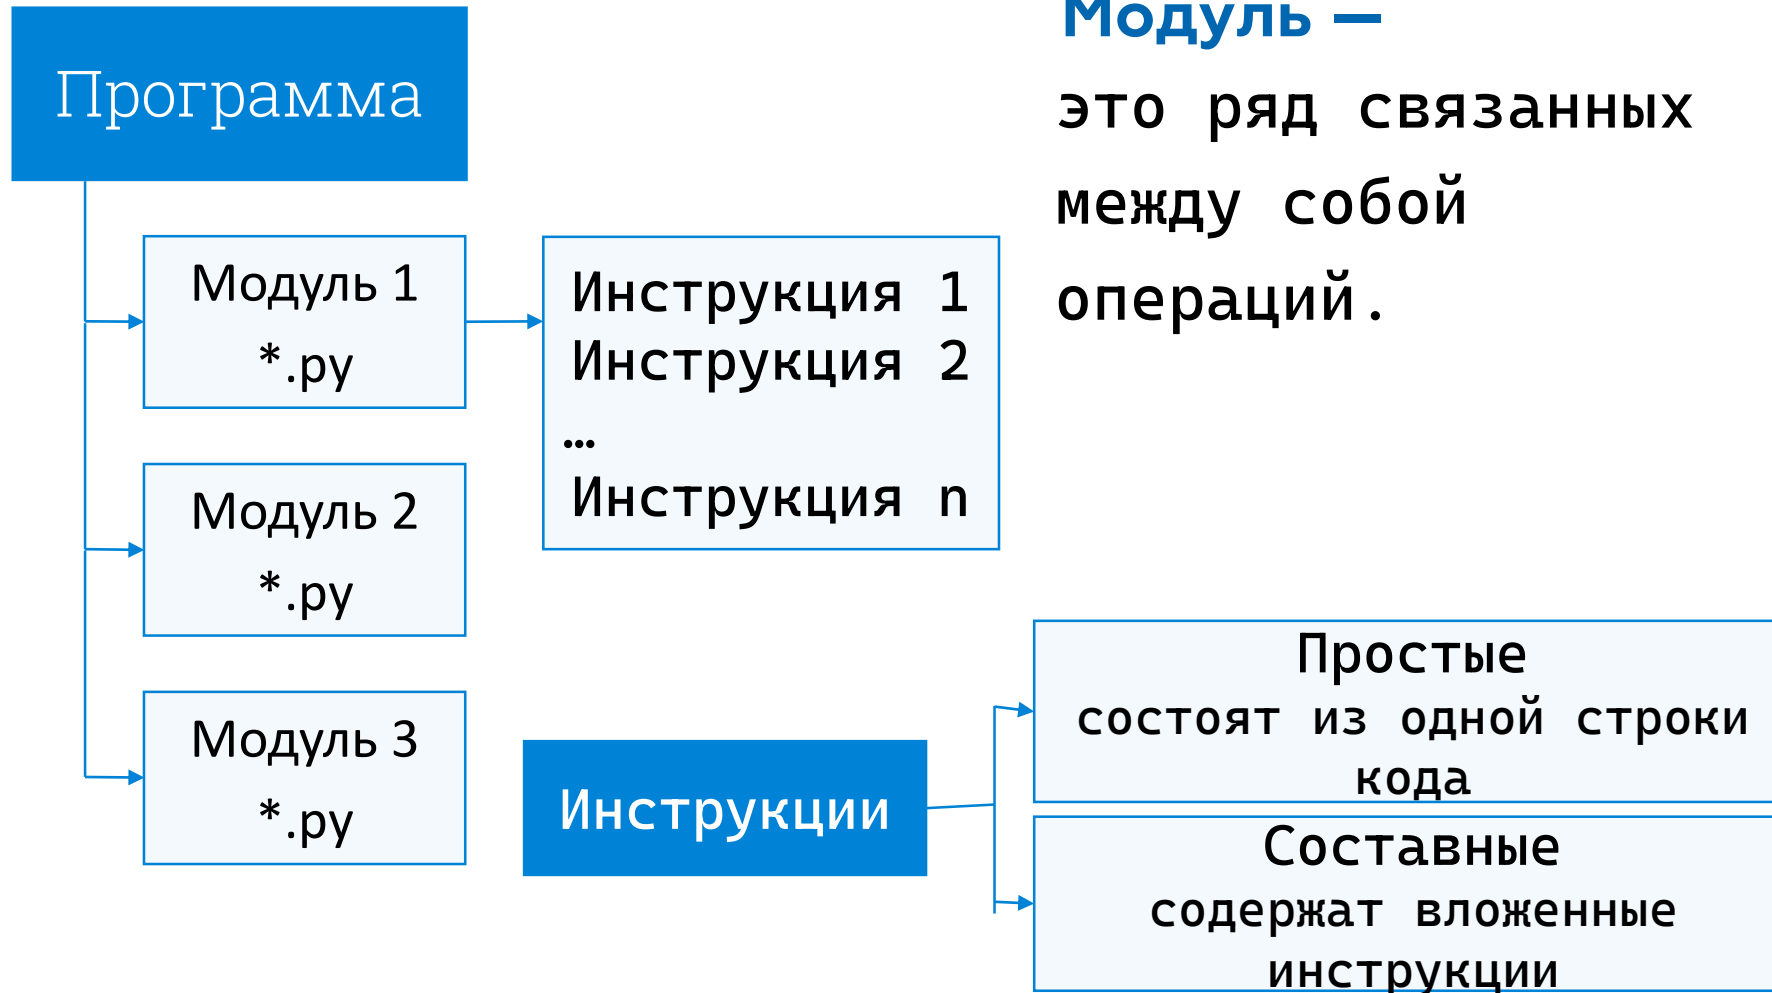 Программа
Модуль —
это ряд связанных
между собой
операций.
Модуль 1
*.py
Инструкция 1
Инструкция 2
…
Инструкция n
Модуль 2
*.py
Модуль 3
*.py
Инструкции
Простые
состоят из одной строки
кода
Составные
содержат вложенные
инструкции